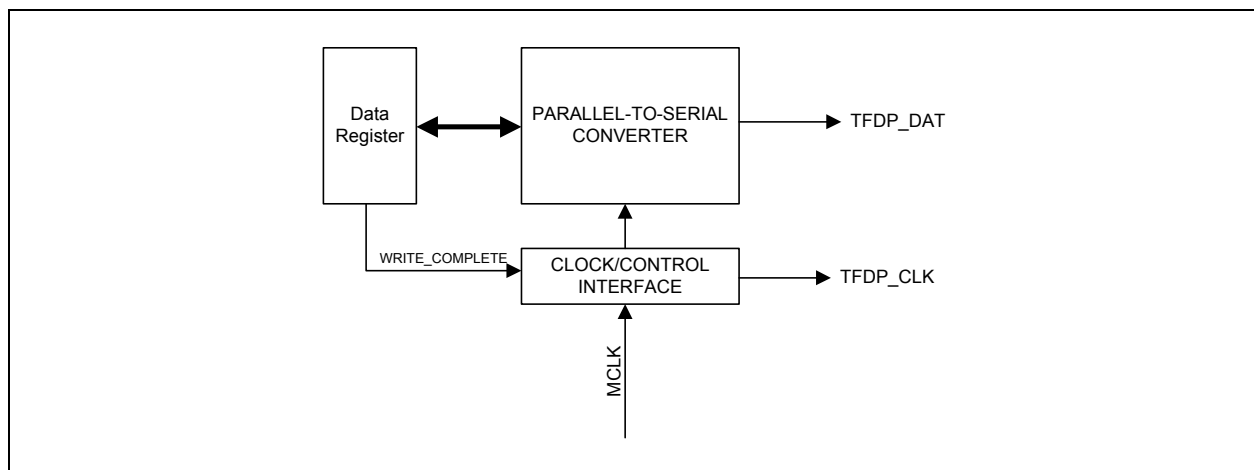 Data
Register
PARALLEL-TO-SERIAL
CONVERTER
TFDP_DAT
WRITE_COMPLETE
CLOCK/CONTROL
INTERFACE
TFDP_CLK
MCLK